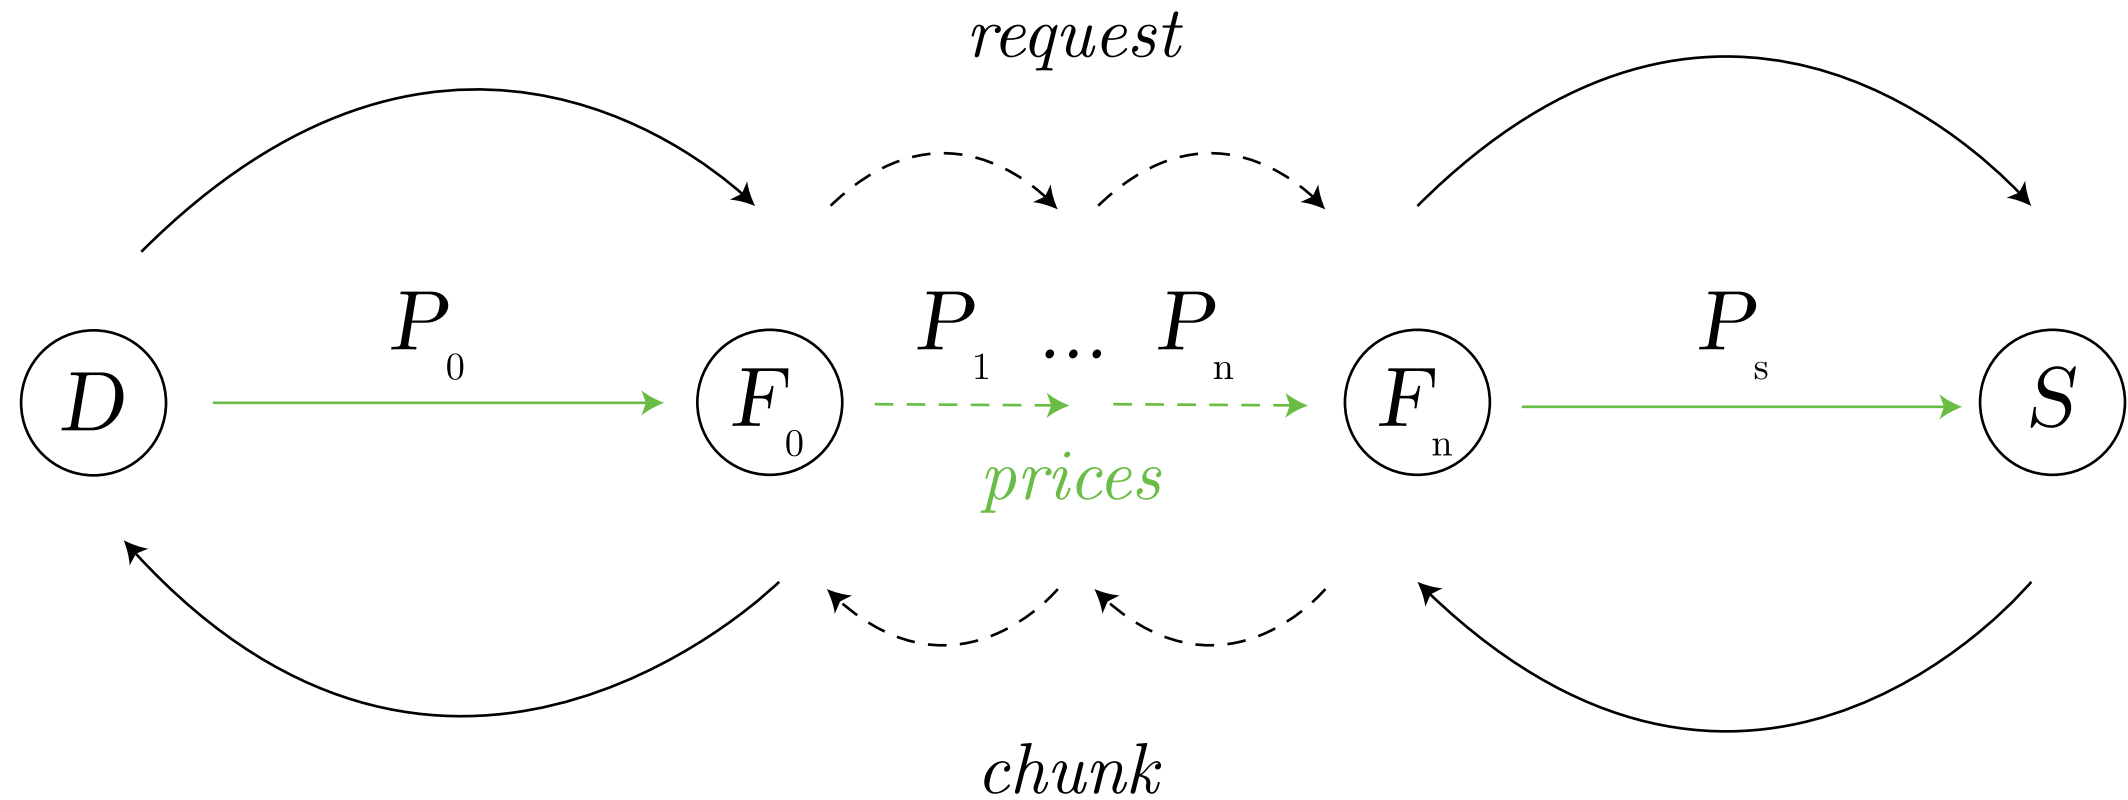 request
P₀ P₁ ... Pₙ Pₛ
D F₀ Fₙ S
prices
chunk